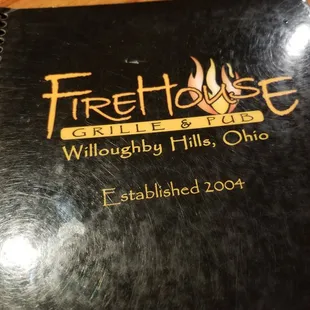 FIREHOUSE
GRILLE & PUB
Willoughby Hills, Ohio
Established 2004